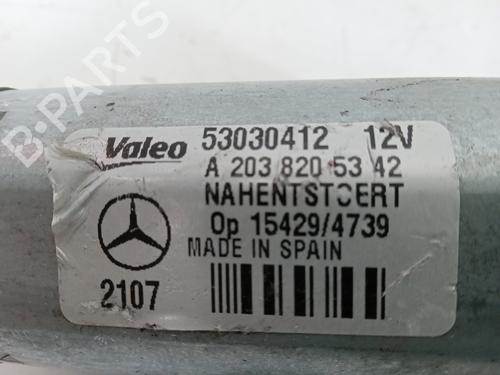 B-PARTS
Valeo 53030412 12V
A 203 820 53 42
NAHENTSTOERT
Op 15429/4739
MADE IN SPAIN
2107